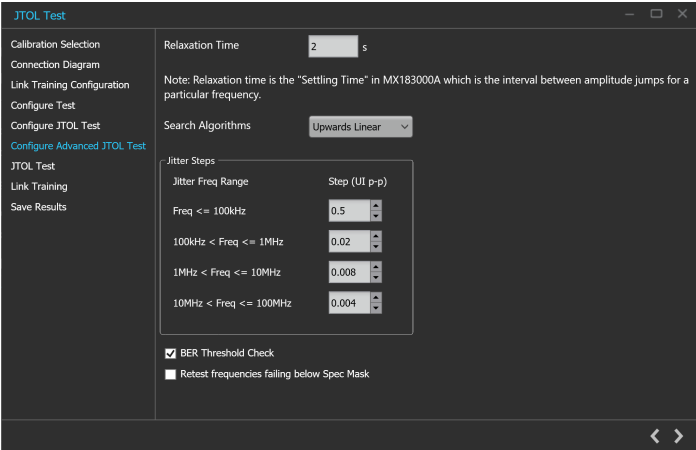 JTOL Test
Calibration Selection
Connection Diagram
Link Training Configuration
Configure Test
Configure JTOL Test
Configure Advanced JTOL Test
JTOL Test
Link Training
Save Results
Relaxation Time 2 s
Note: Relaxation time is the "Settling Time" in MX183000A which is the interval between amplitude jumps for a
particular frequency.
Search Algorithms Upwards Linear
Jitter Steps
Jitter Freq Range Step (UI p-p)
Freq <= 100kHz 0.5
100kHz < Freq <= 1MHz 0.02
1MHz < Freq <= 10MHz 0.008
10MHz < Freq <= 100MHz 0.004
BER Threshold Check
Retest frequencies failing below Spec Mask